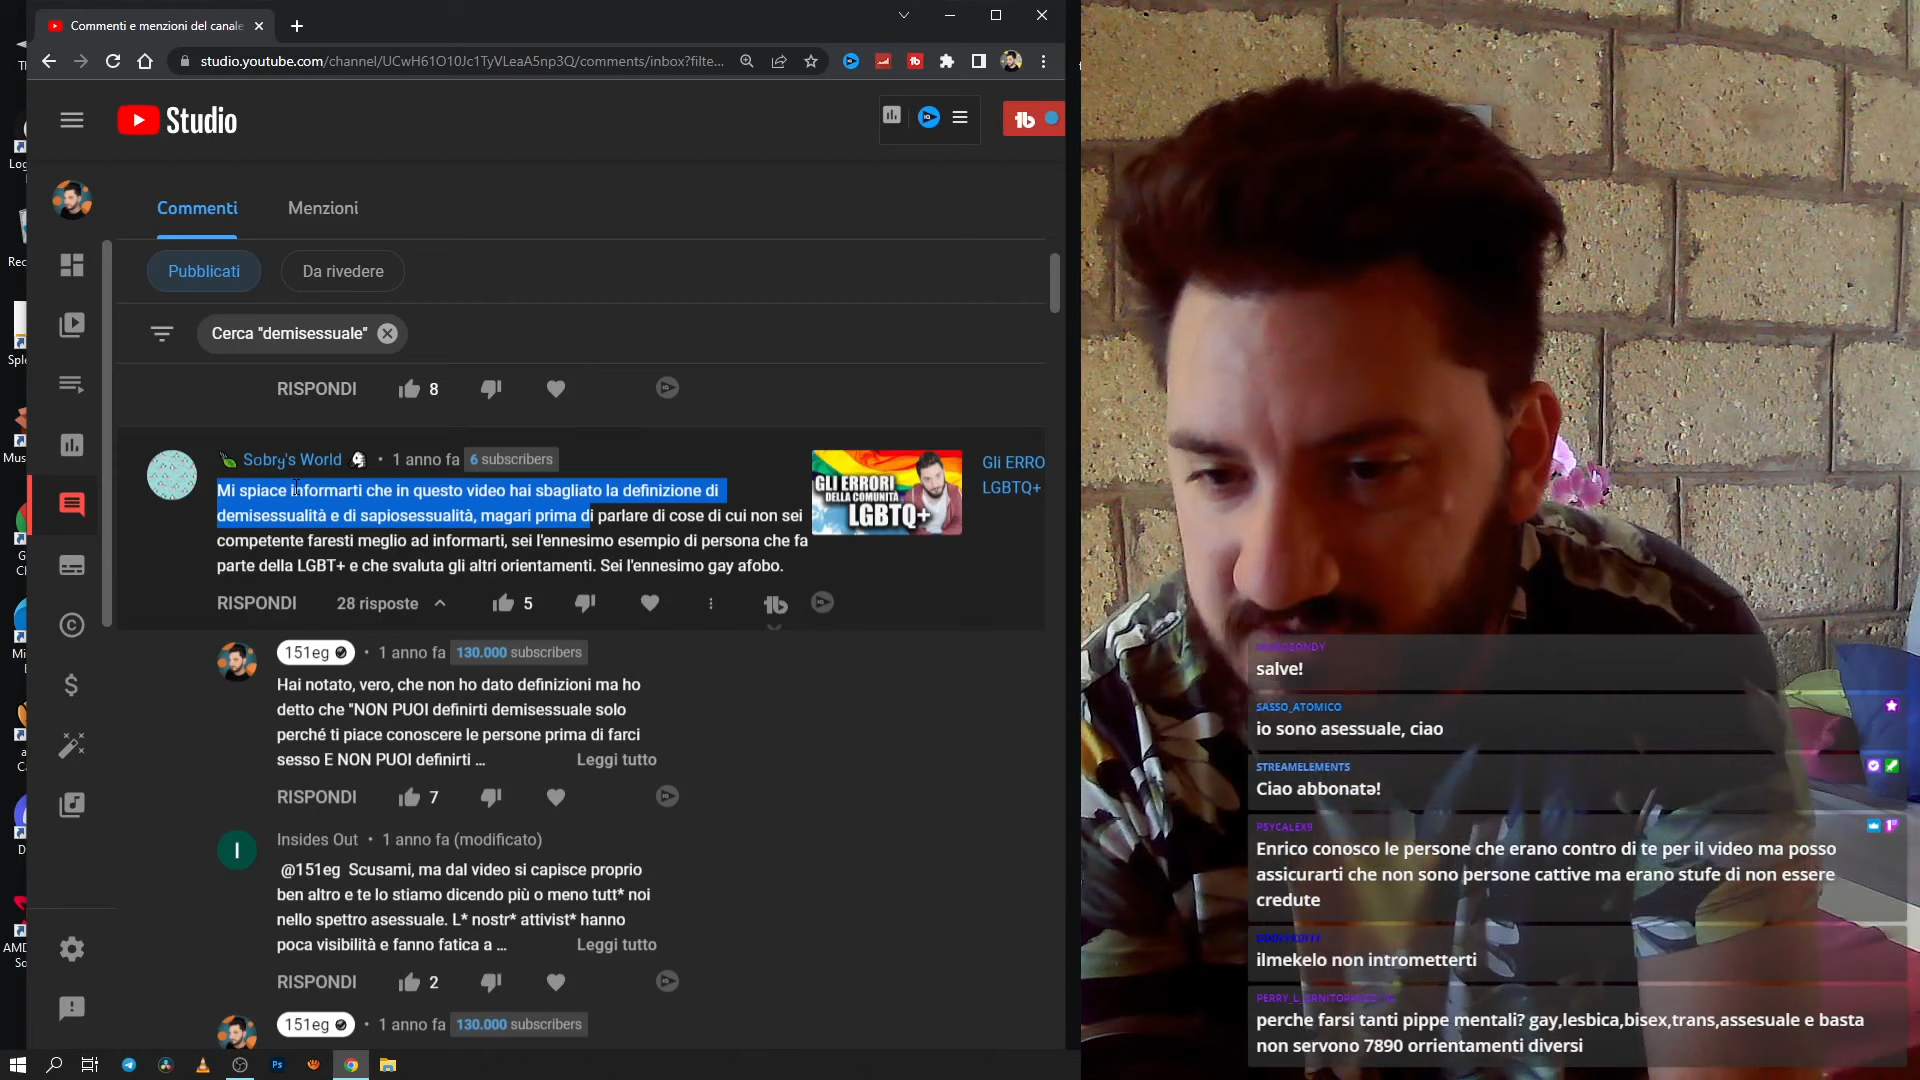 Commenti e menzioni del canale
studio.youtube.com/channel/UCwH61O10Jc1TyVLeaA5np3Q/comments/inbox?filte...
Studio
Commenti
Menzioni
Pubblicati
Da rivedere
Cerca "demisessuale"
RISPONDI
8
Sabry's World
1 anno fa
6 subscribers
Mi spiace informarti che in questo video hai sbagliato la definizione di
demisessualità e di sapiosessualità, magari prima di parlare di cose di cui non sei
competente faresti meglio ad informarti, sei l'ennesimo esempio di persona che fa
parte della LGBT+ e che svaluta gli altri orientamenti. Sei l'ennesimo gay afobo.
GLI ERRORI
DELLA COMUNITÀ
LGBTQ+
Gli ERRO
LGBTQ+
RISPONDI
28 risposte
5
151eg
• 1 anno fa
130.000 subscribers
Hai notato, vero, che non ho dato definizioni ma ho
detto che "NON PUOI definirti demisessuale solo
perché ti piace conoscere le persone prima di farci
sesso E NON PUOI definirti ...
Leggi tutto
RISPONDI
7
Insides Out • 1 anno fa (modificato)
I
@151eg Scusami, ma dal video si capisce proprio
ben altro e te lo stiamo dicendo più o meno tutt* noi
nello spettro asessuale. L* nostr* attivist* hanno
poca visibilità e fanno fatica a ...
Leggi tutto
RISPONDI
2
151eg
• 1 anno fa
130.000 subscribers
salve!
SASSO_ATOMICO
io sono asessuale, ciao
STREAMELEMENTS
Ciao abbonatə!
PSYCALEX9
Enrico conosco le persone che erano contro di te per il video ma posso
assicurarti che non sono persone cattive ma erano stufe di non essere
credute
ilmekelo non intrometterti
perche farsi tanti pippe mentali? gay,lesbica,bisex,trans,assesuale e basta
non servono 7890 orrientamenti diversi